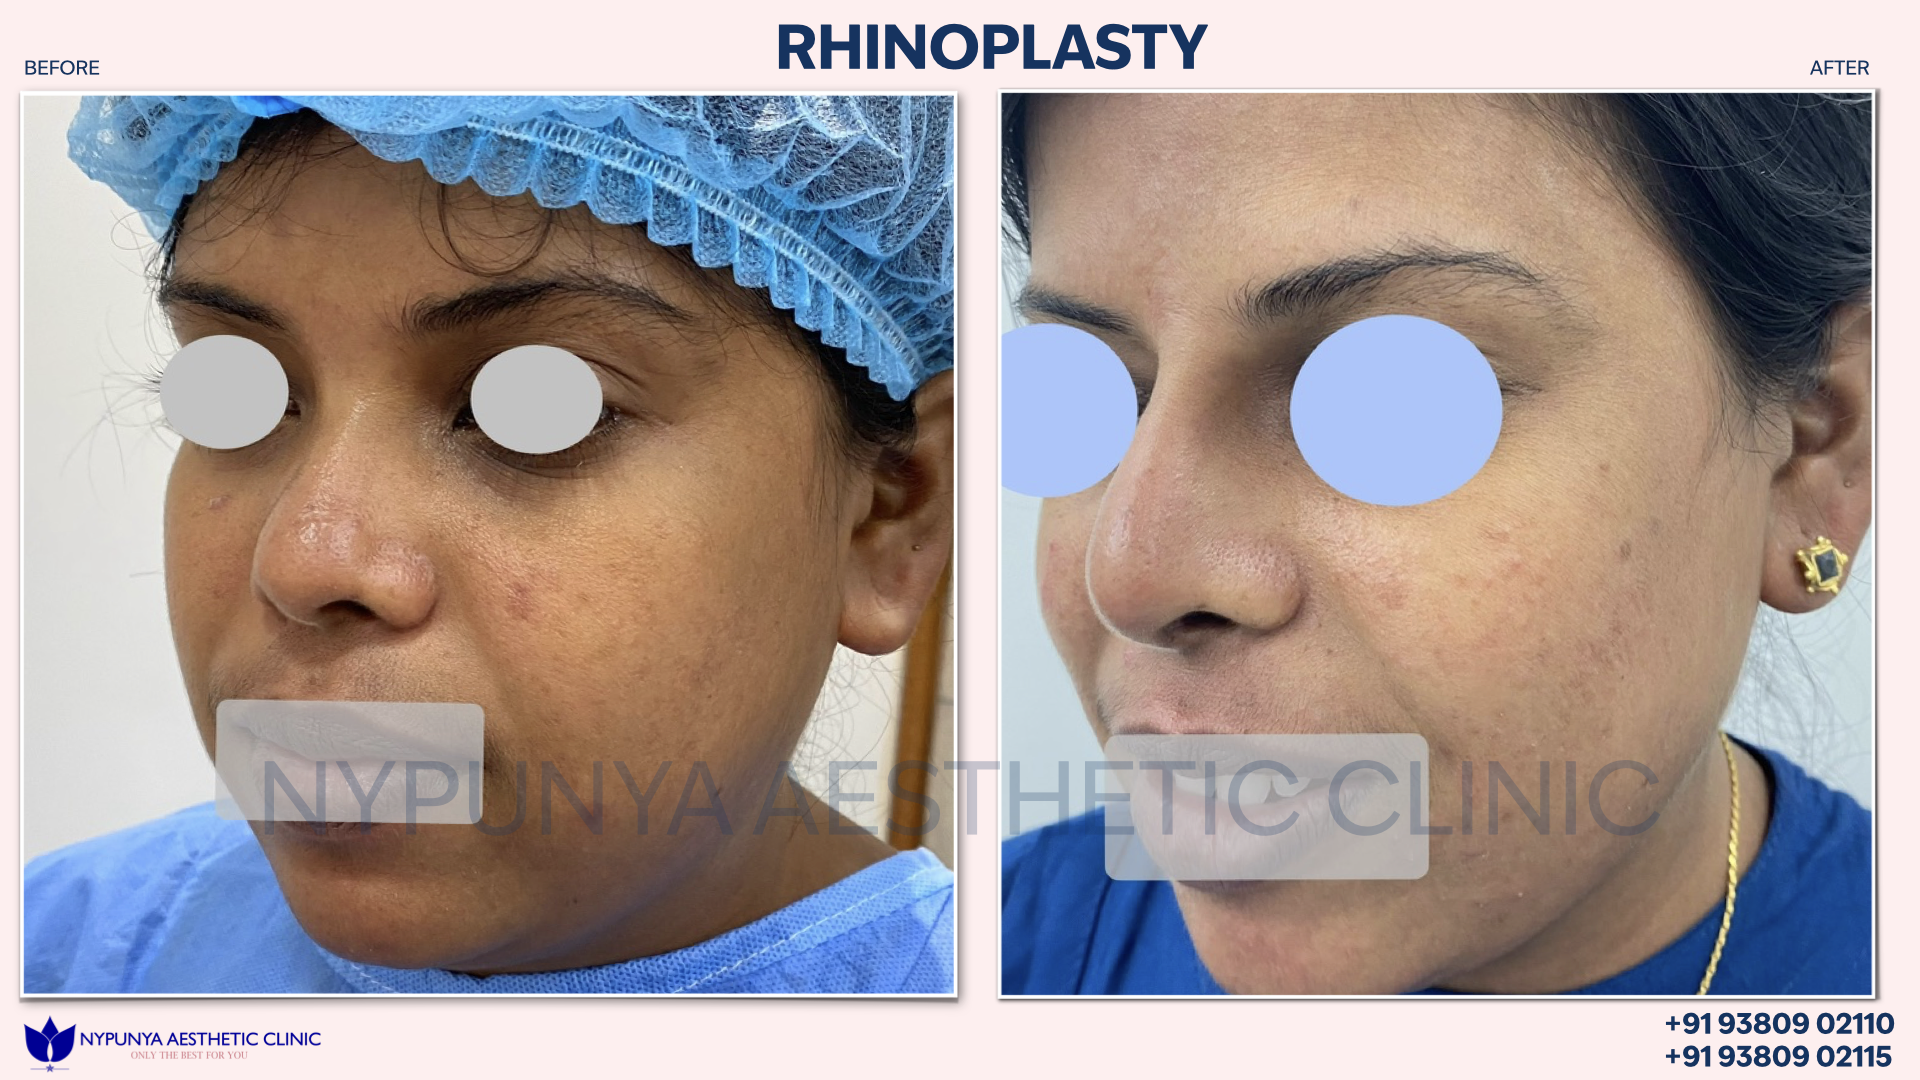 RHINOPLASTY
BEFORE
AFTER
NYPUNYA AESTHETIC CLINIC
NYPUNYA AESTHETIC CLINIC
ONLY THE BEST FOR YOU
+91 93809 02110
+91 93809 02115